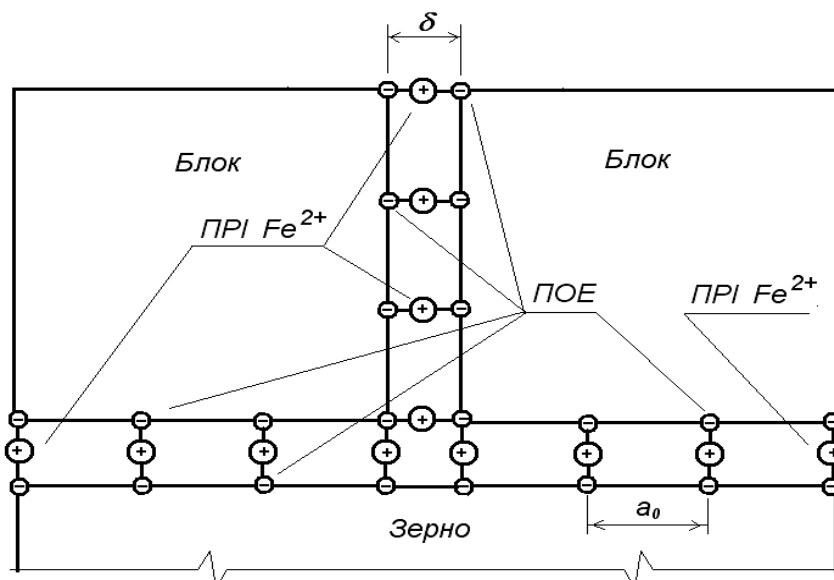 δ
Блок
Блок
ПРІ Fe2+
ПОЕ
ПРІ Fe2+
a0
Зерно